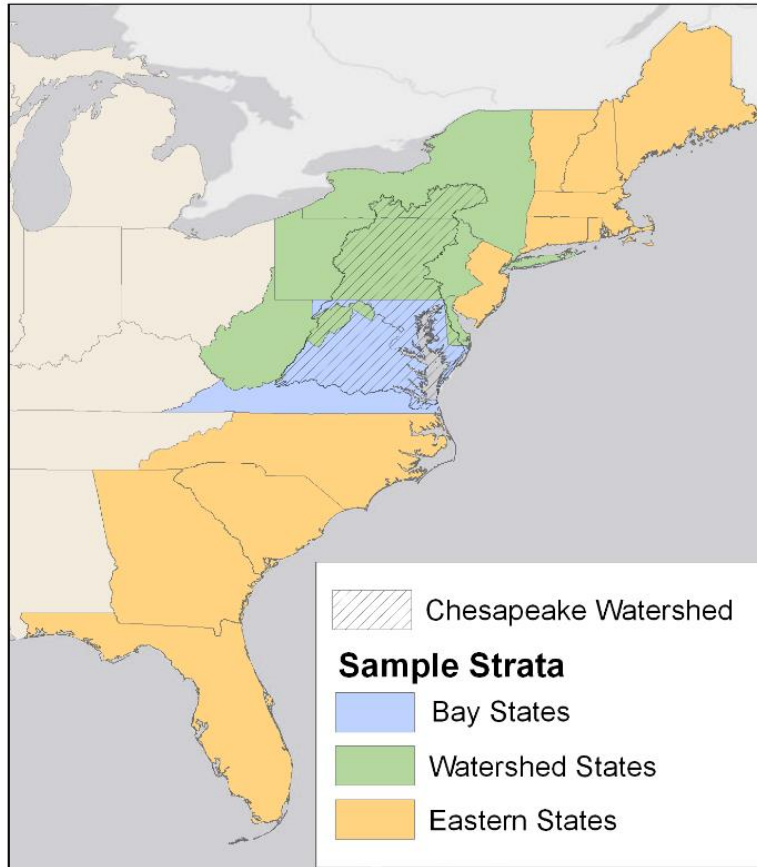 Chesapeake Watershed
Sample Strata
Bay States
Watershed States
Eastern States